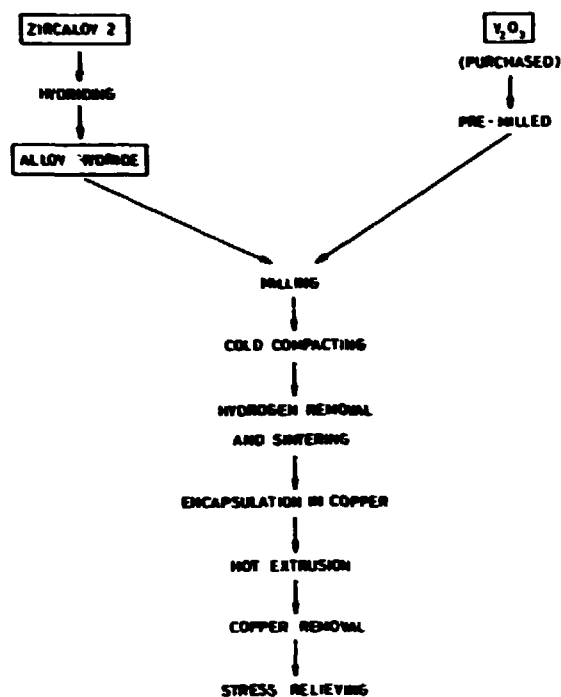 ZIRCALOY 2
HYDRIDING
ALLOY HYDRIDE
Y₂O₃
(PURCHASED)
PRE-MILLED
MILLING
COLD COMPACTING
HYDROGEN REMOVAL
AND SINTERING
ENCAPSULATION IN COPPER
HOT EXTRUSION
COPPER REMOVAL
STRESS RELIEVING